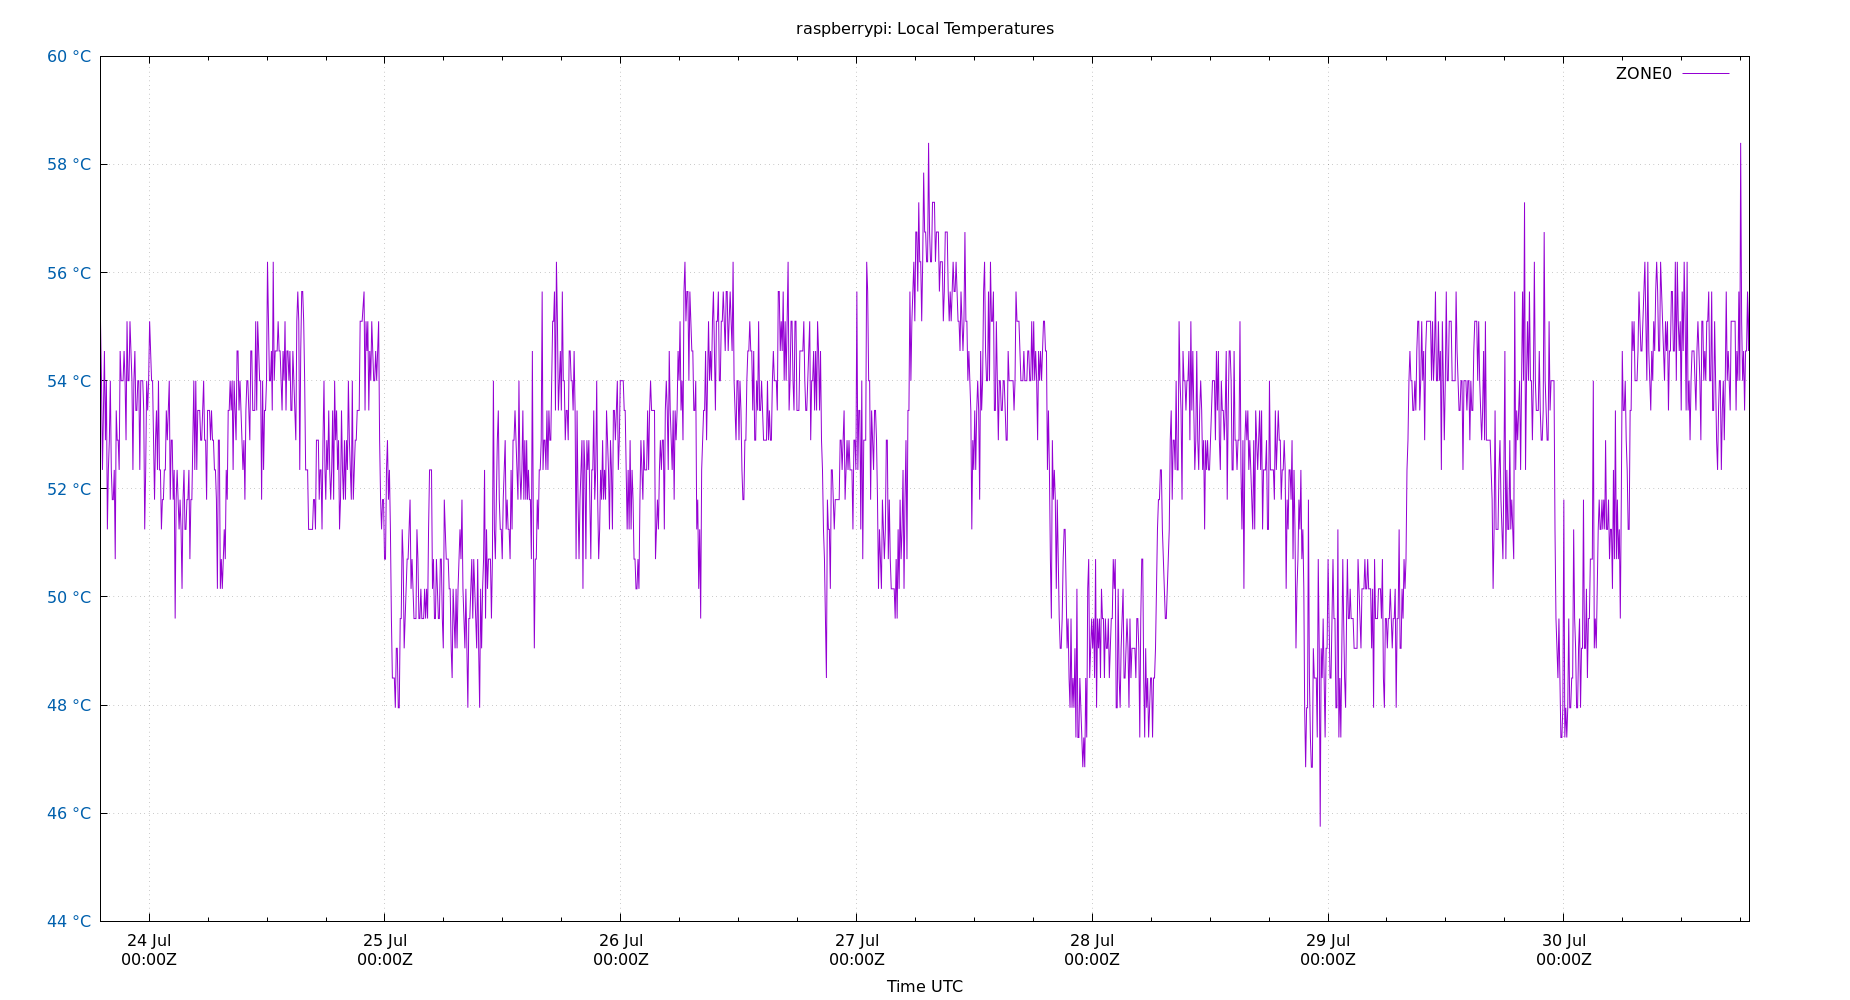 raspberrypi: Local Temperatures
60 °C
ZONE0
58 °C
56 °C
54 °C
52 °C
50 °C
48 °C
46 °C
44 °C
24 Jul 25 Jul 26 Jul 27 Jul 28 Jul 29 Jul 30 Jul
00:00Z 00:00Z 00:00Z 00:00Z 00:00Z 00:00Z 00:00Z
Time UTC